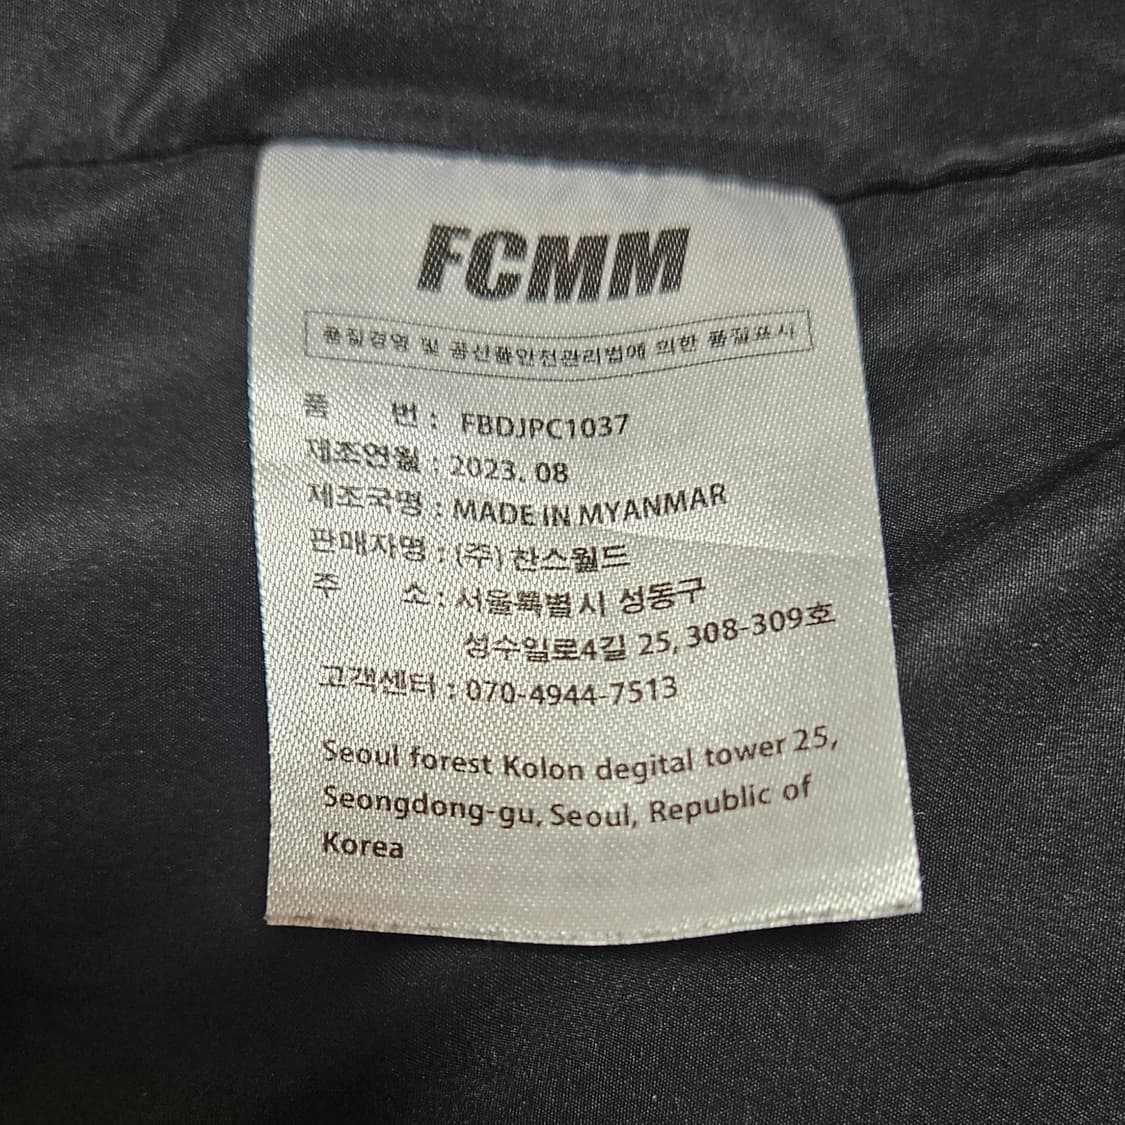 FCMM
품질경영 및 공산품안전관리법에 의한 품질표시
품 번 : FBDJPC1037
제조연월 : 2023. 08
제조국명 : MADE IN MYANMAR
판매자명 : (주) 찬스월드
주 소 : 서울특별시 성동구
성수일로4길 25, 308-309호
고객센터 : 070-4944-7513
Seoul forest Kolon degital tower 25,
Seongdong-gu, Seoul, Republic of
Korea